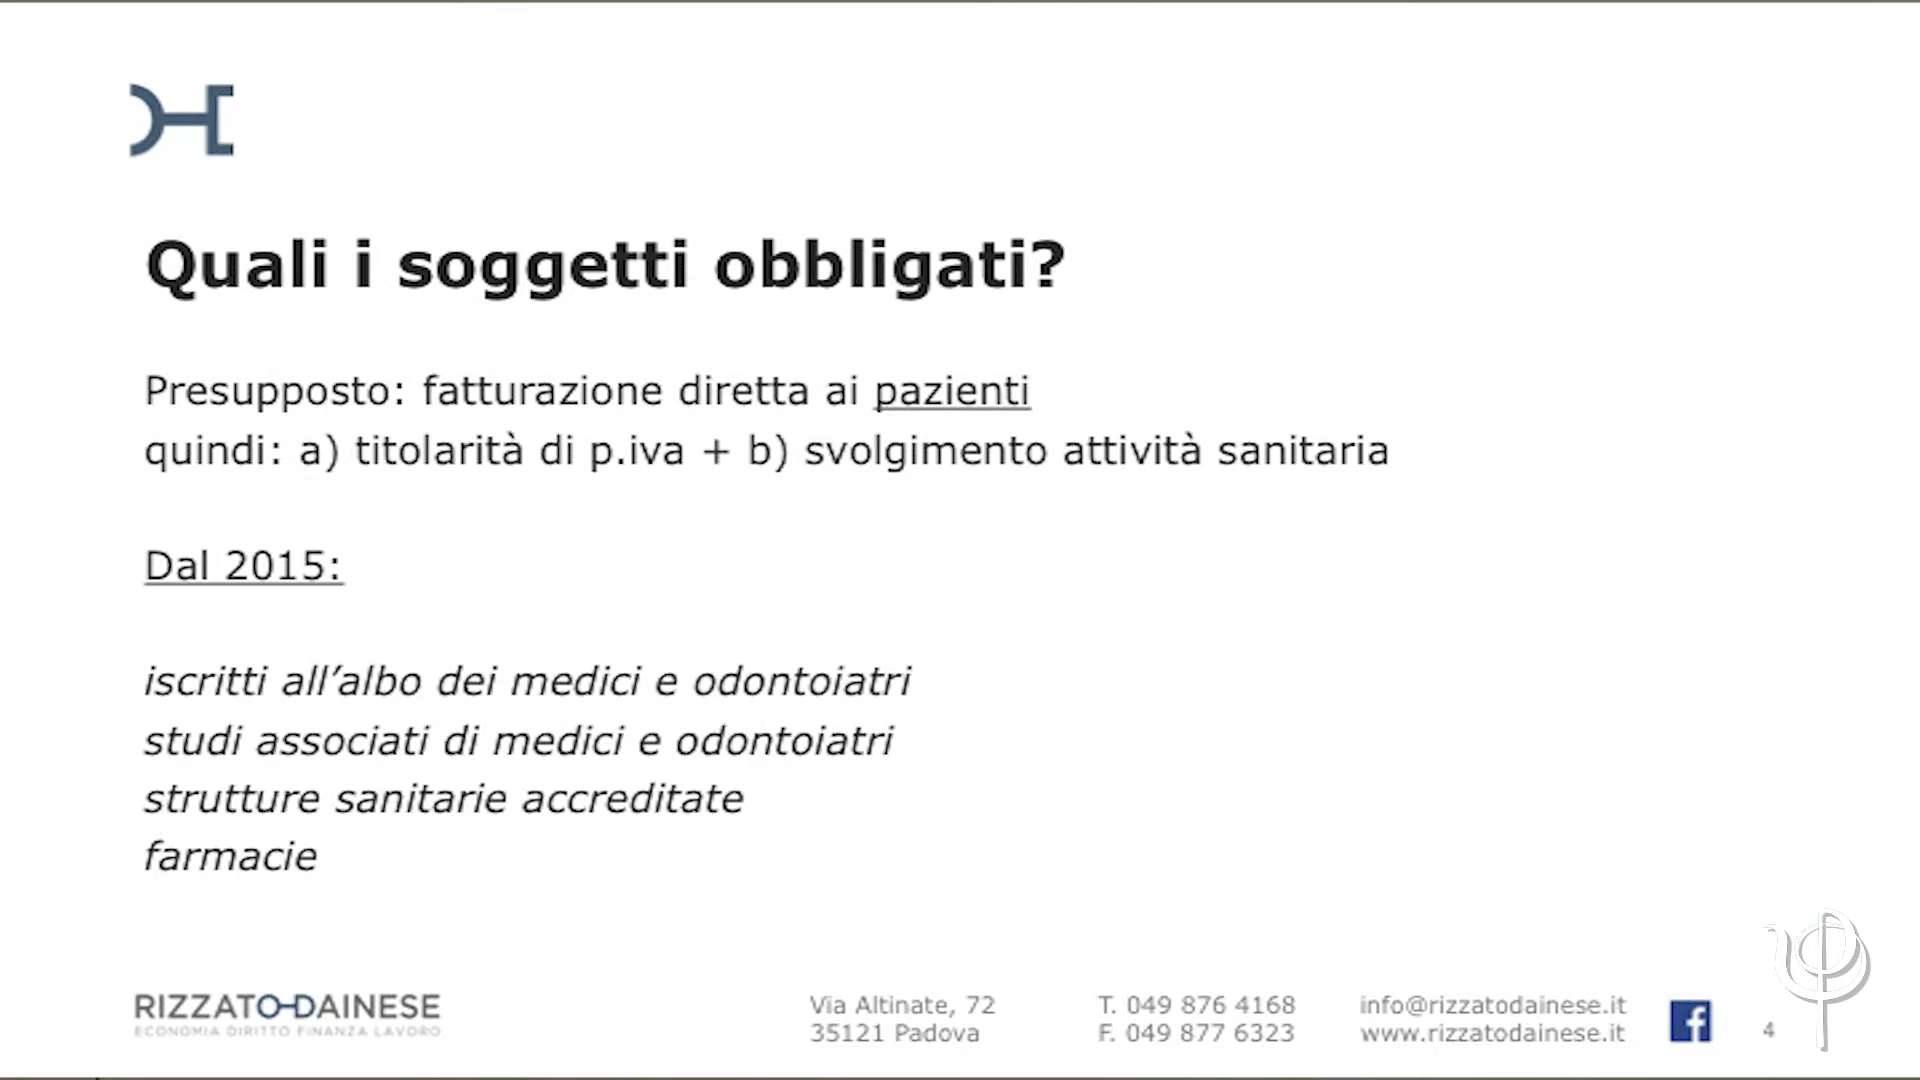 Quali i soggetti obbligati?
Presupposto: fatturazione diretta ai pazienti
quindi: a) titolarità di p.iva + b) svolgimento attività sanitaria
Dal 2015:
iscritti all’albo dei medici e odontoiatri
studi associati di medici e odontoiatri
strutture sanitarie accreditate
farmacie
RIZZATO-DAINESE
ECONOMIA DIRITTO FINANZA LAVORO
Via Altinate, 72
35121 Padova
T. 049 876 4168
F. 049 877 6323
info@rizzatodainese.it
www.rizzatodainese.it
4